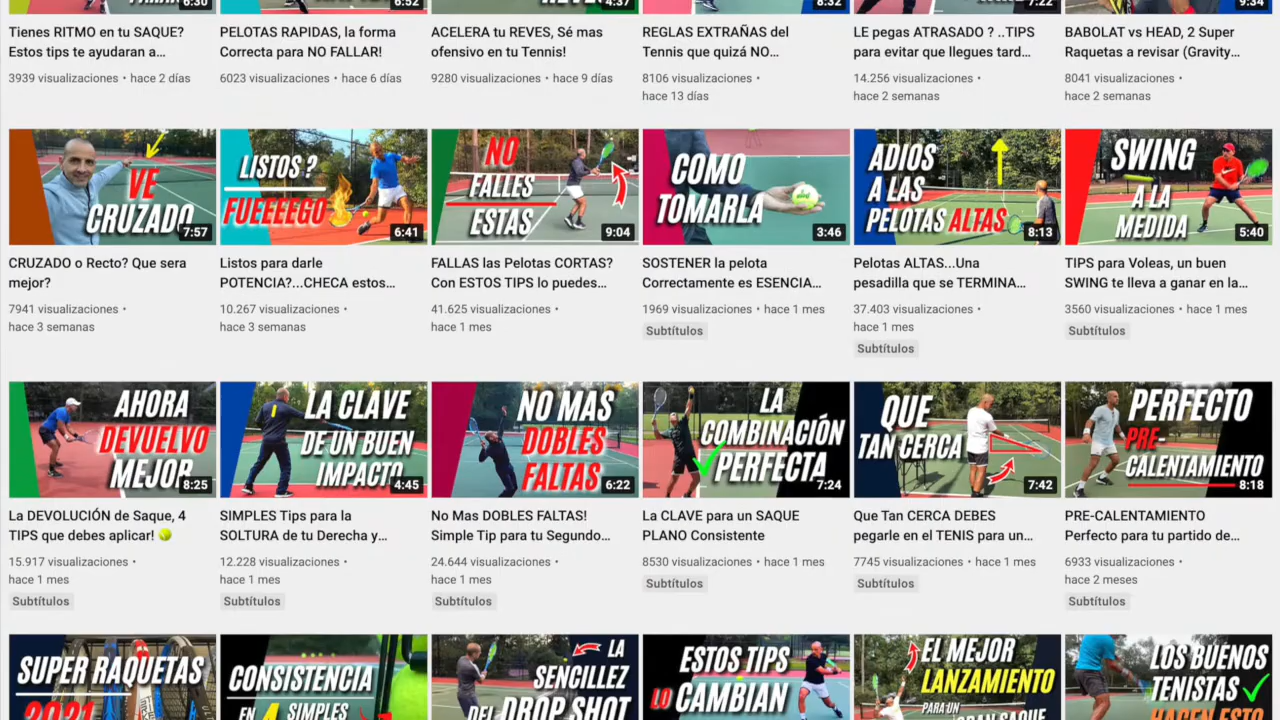 6:30
6:52
4:37
8:32
7:22
9:34
Tienes RITMO en tu SAQUE?
Estos tips te ayudaran a...
3939 visualizaciones • hace 2 días
PELOTAS RAPIDAS, la forma
Correcta para NO FALLAR!
6023 visualizaciones • hace 6 días
ACELERA tu REVES, Sé mas
ofensivo en tu Tennis!
9280 visualizaciones • hace 9 días
REGLAS EXTRAÑAS del
Tennis que quizá NO...
8106 visualizaciones •
hace 13 días
LE pegas ATRASADO ? ..TIPS
para evitar que llegues tard...
14.256 visualizaciones •
hace 2 semanas
BABOLAT vs HEAD, 2 Super
Raquetas a revisar (Gravity...
8041 visualizaciones •
hace 2 semanas
VE
CRUZADO
7:57
CRUZADO o Recto? Que sera
mejor?
7941 visualizaciones •
hace 3 semanas
LISTOS ?
FUEEEEGO
6:41
Listos para darle
POTENCIA?...CHECA estos...
10.267 visualizaciones •
hace 3 semanas
NO
FALLES
ESTAS
9:04
FALLAS las Pelotas CORTAS?
Con ESTOS TIPS lo puedes...
41.625 visualizaciones •
hace 1 mes
COMO
TOMARLA
3:46
SOSTENER la pelota
Correctamente es ESENCIA...
1969 visualizaciones • hace 1 mes
Subtítulos
ADIOS
A LAS
PELOTAS ALTAS
8:13
Pelotas ALTAS...Una
pesadilla que se TERMINA...
37.403 visualizaciones •
hace 1 mes
Subtítulos
SWING
A LA
MEDIDA
5:40
TIPS para Voleas, un buen
SWING te lleva a ganar en la...
3560 visualizaciones • hace 1 mes
Subtítulos
AHORA
DEVUELVO
MEJOR
8:25
La DEVOLUCIÓN de Saque, 4
TIPS que debes aplicar! 🎾
15.917 visualizaciones •
hace 1 mes
Subtítulos
LA CLAVE
DE UN BUEN
IMPACTO
4:45
SIMPLES Tips para la
SOLTURA de tu Derecha y...
12.228 visualizaciones •
hace 1 mes
Subtítulos
NO MAS
DOBLES
FALTAS
6:22
No Mas DOBLES FALTAS!
Simple Tip para tu Segundo...
24.644 visualizaciones •
hace 1 mes
Subtítulos
LA
COMBINACIÓN
PERFECTA
7:24
La CLAVE para un SAQUE
PLANO Consistente
8530 visualizaciones • hace 1 mes
Subtítulos
QUE
TAN CERCA
7:42
Que Tan CERCA DEBES
pegarle en el TENIS para un...
7745 visualizaciones • hace 1 mes
Subtítulos
PERFECTO
PRE-
CALENTAMIENTO
8:18
PRE-CALENTAMIENTO
Perfecto para tu partido de...
6933 visualizaciones •
hace 2 meses
Subtítulos
SUPER RAQUETAS
2021
CONSISTENCIA
EN 4 SIMPLES
LA
SENCILLEZ
DEL DROP SHOT
ESTOS TIPS
LO CAMBIAN
EL MEJOR
LANZAMIENTO
PARA UN
GRAN SAQUE
LOS BUENOS
TENISTAS
HACEN ESTO